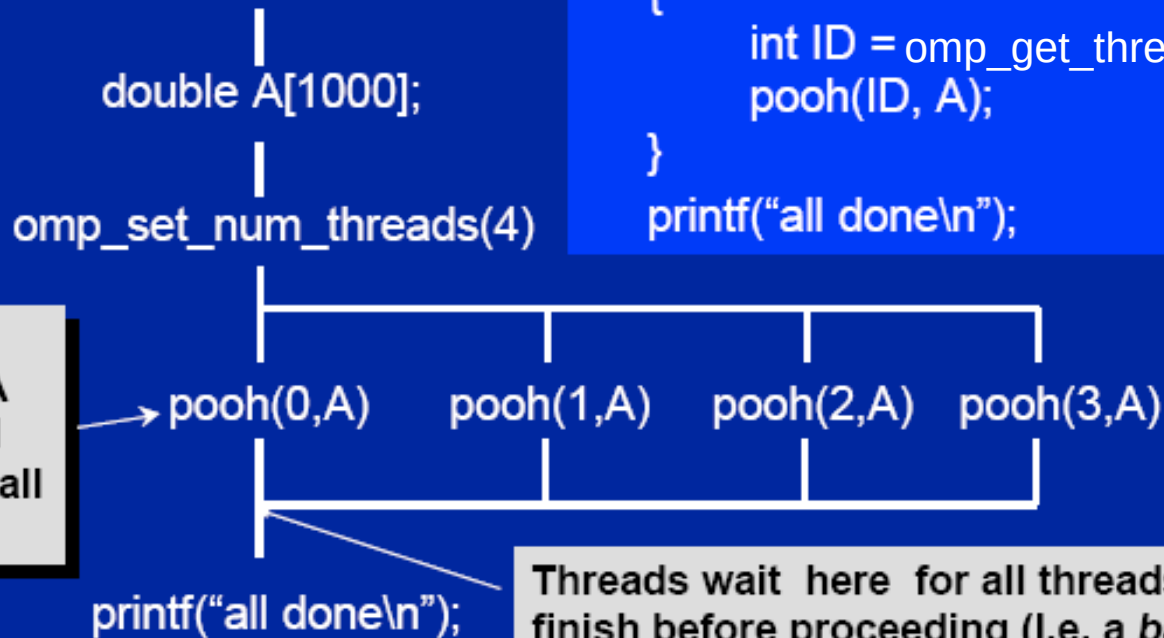 {
int ID = omp_get_thre
pooh(ID, A);
}
printf(“all done\n”);
double A[1000];
omp_set_num_threads(4)
A
all
pooh(0,A) pooh(1,A) pooh(2,A) pooh(3,A)
Threads wait here for all threads
finish before proceeding (I.e. a b
printf(“all done\n”);